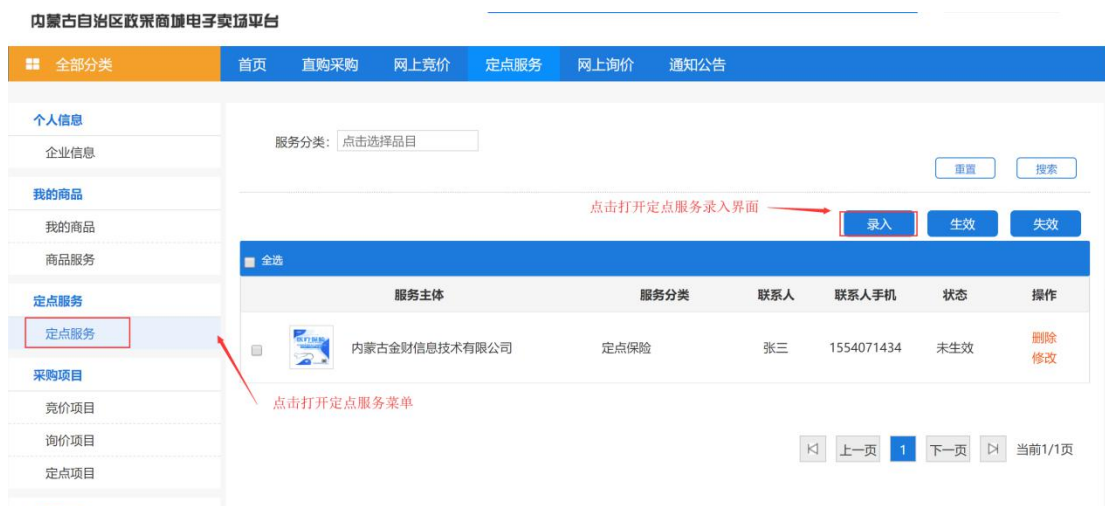 内蒙古自治区政采商城电子卖场平台
全部分类 首页 直购采购 网上竞价 定点服务 网上询价 通知公告
个人信息
企业信息
我的商品
我的商品
商品服务
定点服务
定点服务
采购项目
竞价项目
询价项目
定点项目
服务分类： 点击选择品目
重置 搜索
点击打开定点服务录入界面
录入 生效 失效
全选
服务主体 服务分类 联系人 联系人手机 状态 操作
内蒙古金财信息技术有限公司 定点保险 张三 1554071434 未生效 删除
修改
点击打开定点服务菜单
上一页 1 下一页 当前1/1页